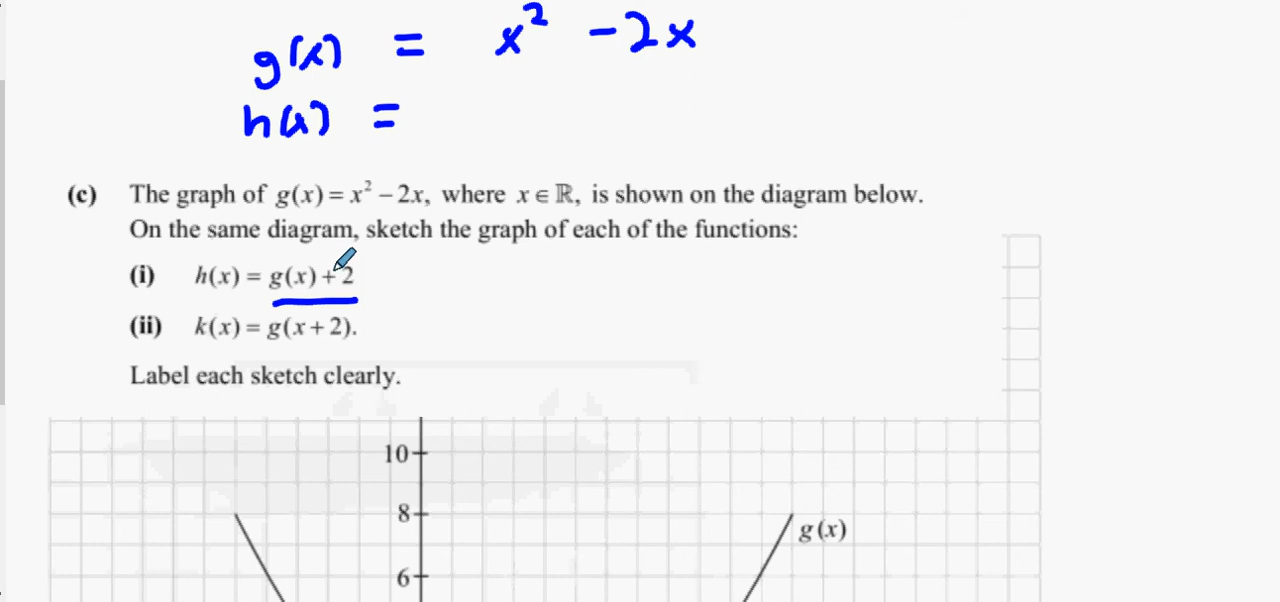 g(x) = x² - 2x
h(x) =
(c) The graph of g(x) = x² − 2x, where x ∈ ℝ, is shown on the diagram below.
On the same diagram, sketch the graph of each of the functions:
(i) h(x) = g(x) + 2
(ii) k(x) = g(x + 2).
Label each sketch clearly.
10
8
g(x)
6